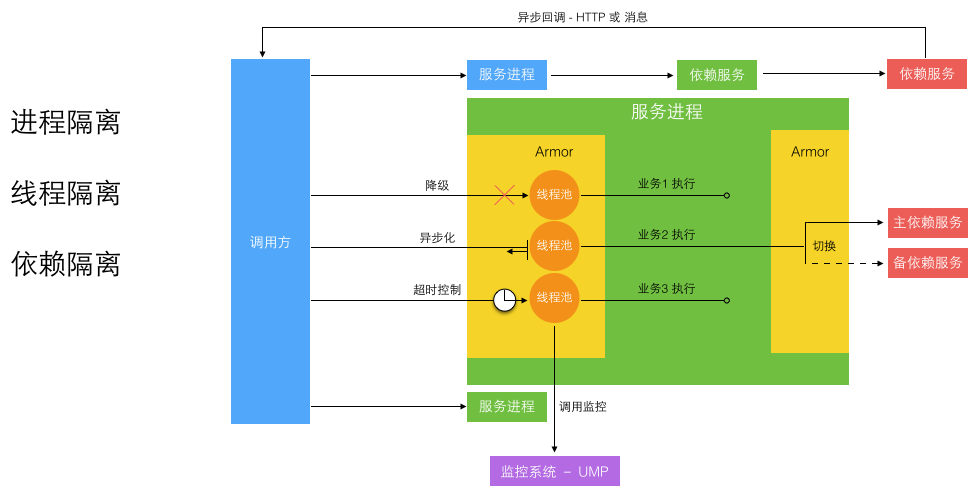 异步回调 - HTTP 或 消息
服务进程
依赖服务
依赖服务
进程隔离
线程隔离
依赖隔离
调用方
服务进程
Armor
Armor
降级
线程池
业务1 执行
异步化
线程池
业务2 执行
切换
主依赖服务
备依赖服务
超时控制
线程池
业务3 执行
服务进程
调用监控
监控系统 - UMP